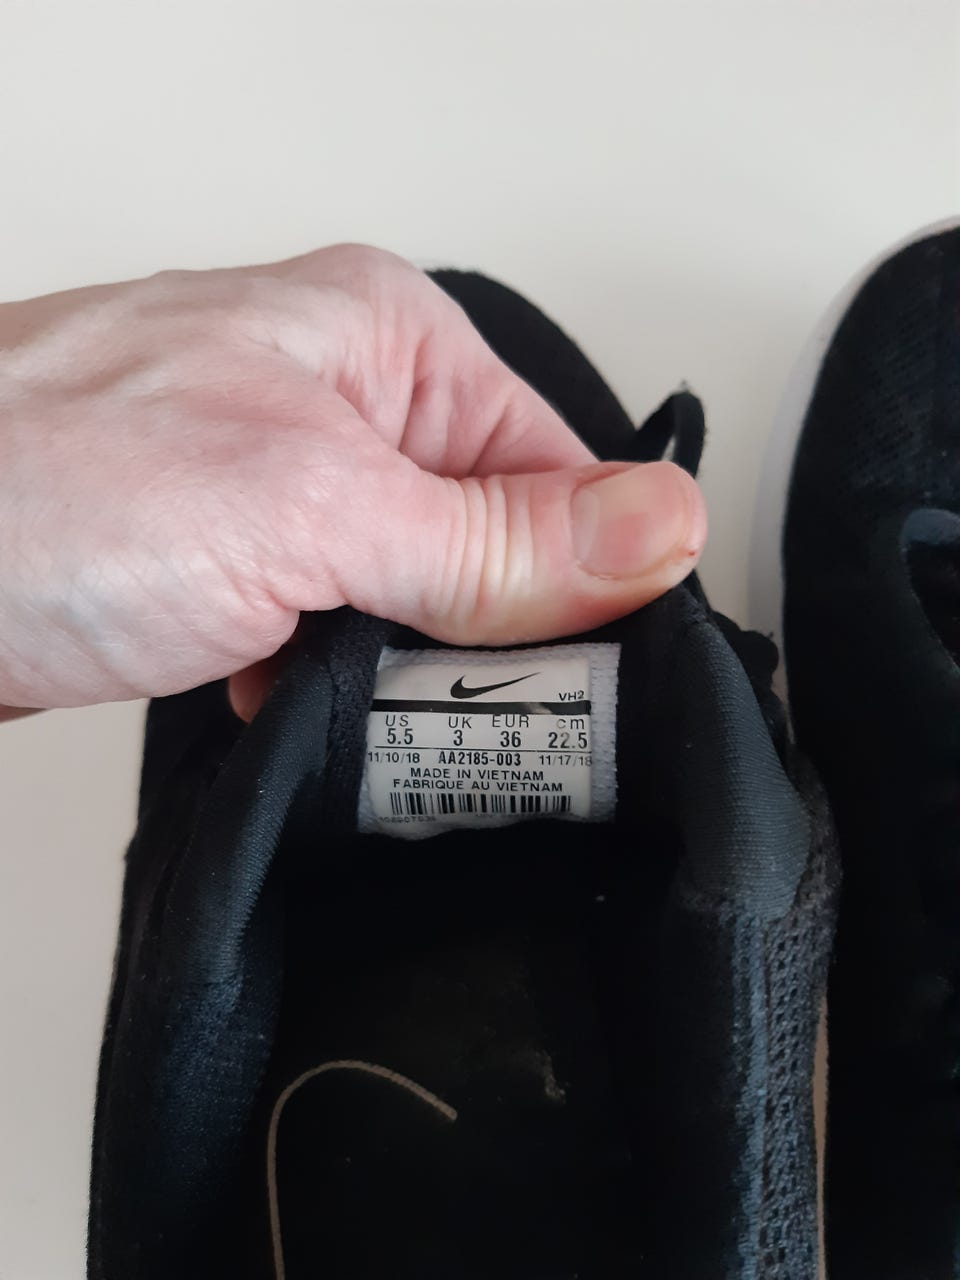 VH2
US UK EUR cm
5.5 3 36 22.5
11/10/18 AA2185-003 11/17/18
MADE IN VIETNAM
FABRIQUE AU VIETNAM